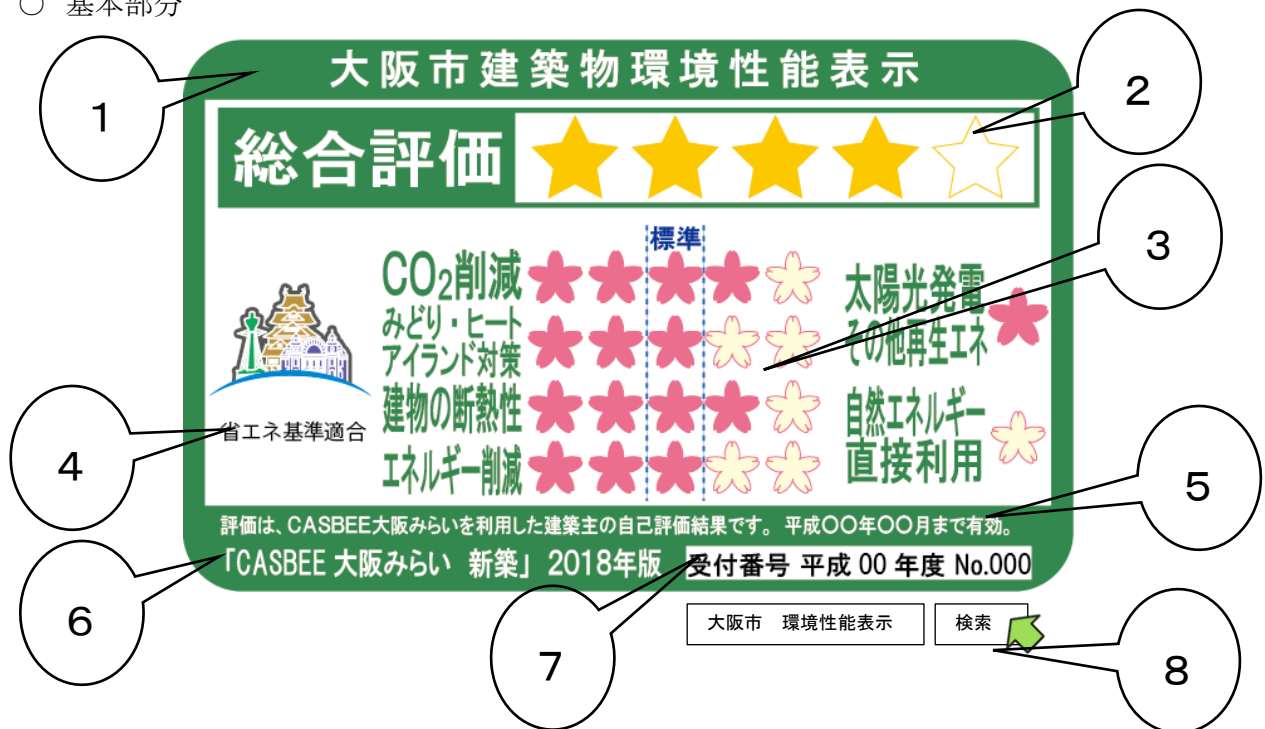 ○ 基本部分
大阪市建築物環境性能表示
1
2
総合評価
標準
3
CO₂削減
みどり・ヒート
アイランド対策
建物の断熱性
エネルギー削減
太陽光発電
その他再生エネ
自然エネルギー
直接利用
省エネ基準適合
4
5
評価は、CASBEE大阪みらいを利用した建築主の自己評価結果です。 平成〇〇年〇〇月まで有効。
「CASBEE 大阪みらい 新築」 2018年版
受付番号 平成 00 年度 No.000
6
7
大阪市 環境性能表示
検索
8